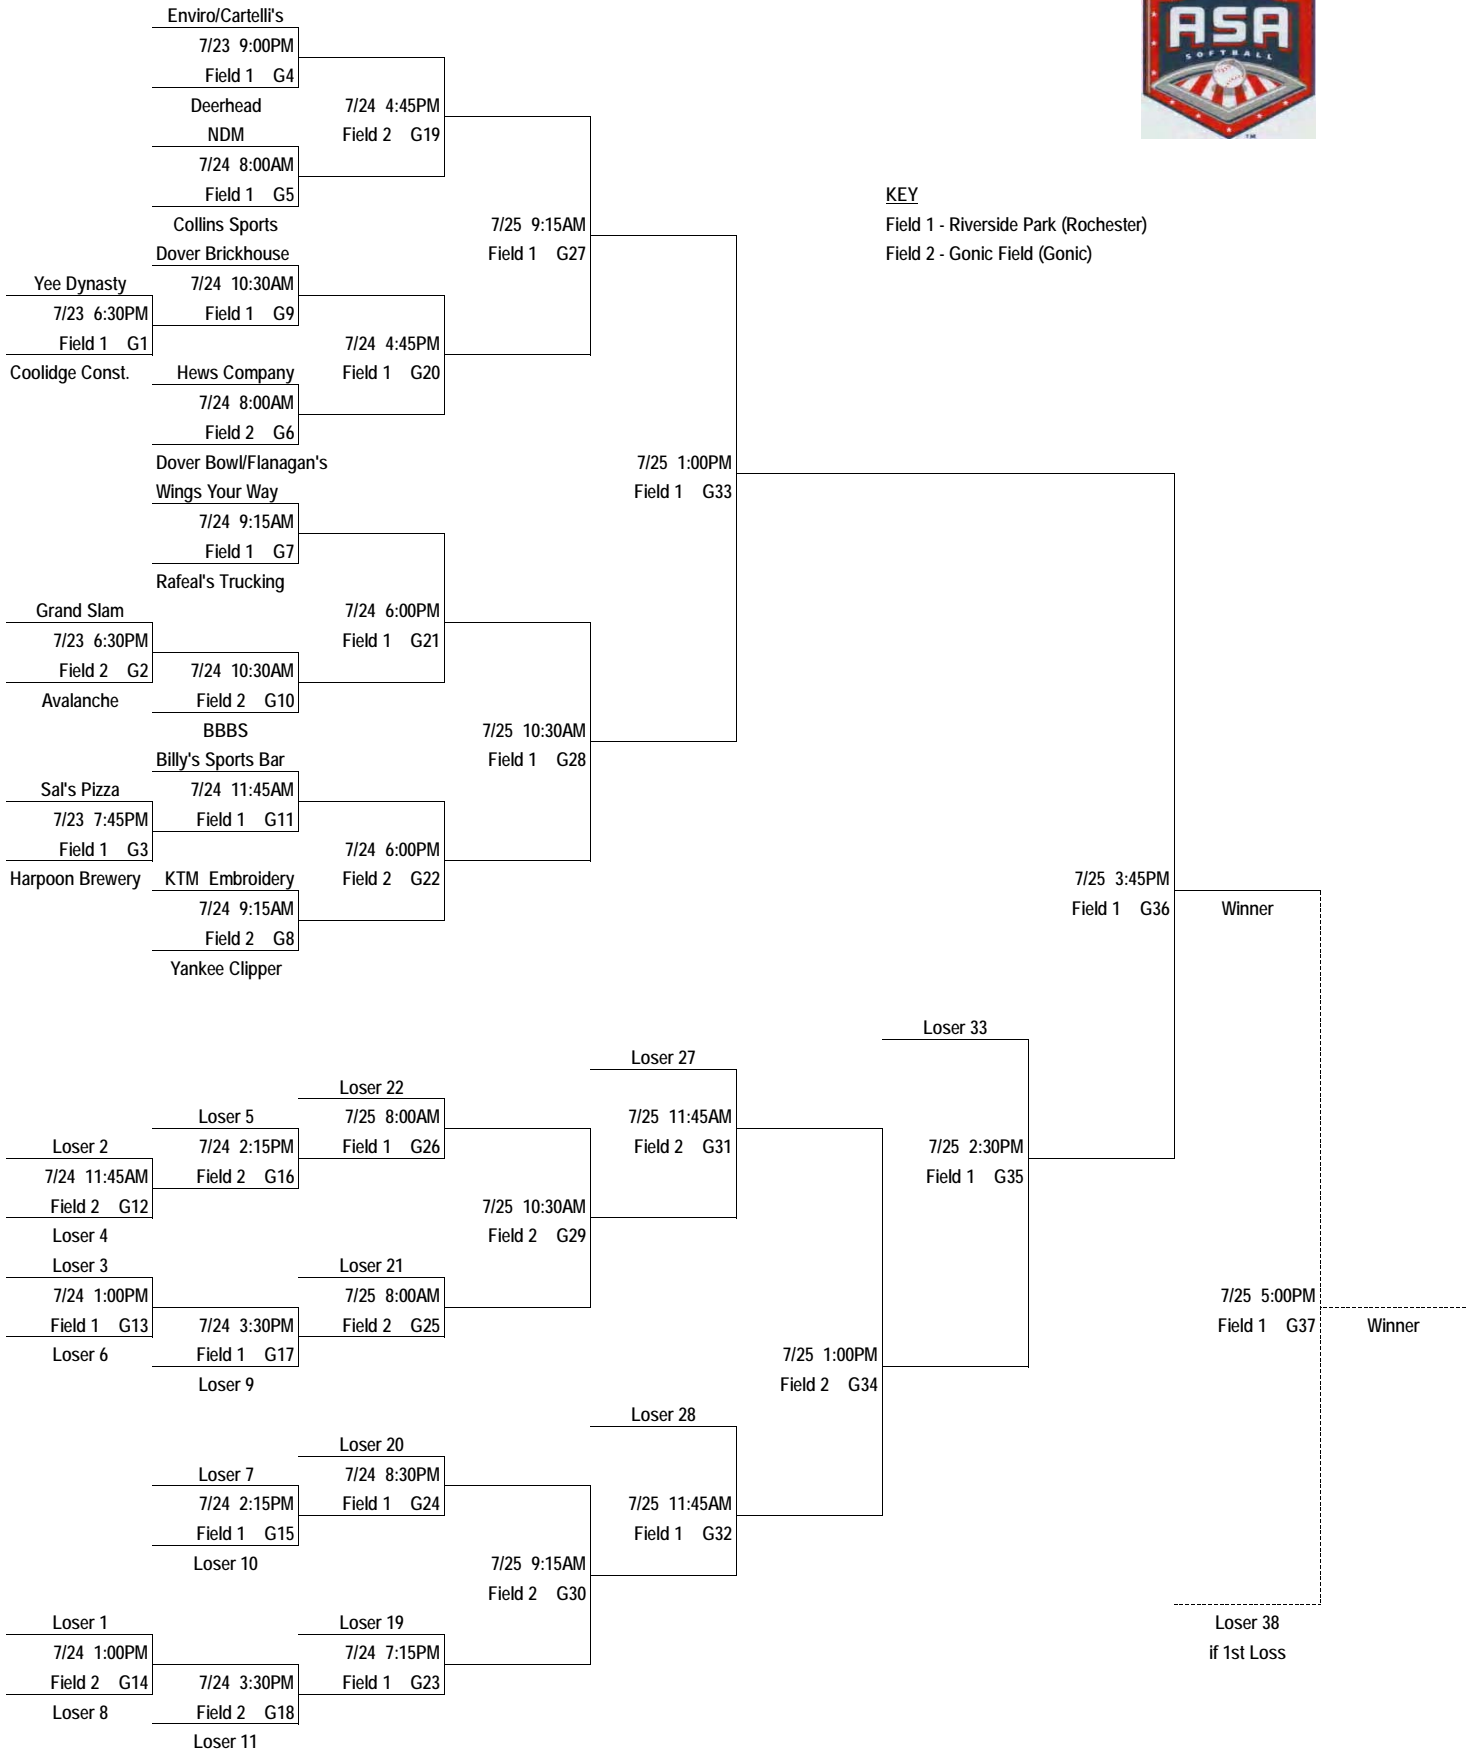 ASA
SOFTBALL
TM
KEY
Field 1 - Riverside Park (Rochester)
Field 2 - Gonic Field (Gonic)
Enviro/Cartelli's
7/23 9:00PM
Field 1 G4
Deerhead
NDM
7/24 8:00AM
Field 1 G5
Collins Sports
7/24 4:45PM
Field 2 G19
Dover Brickhouse
7/24 10:30AM
Field 1 G9
Yee Dynasty
7/23 6:30PM
Field 1 G1
Coolidge Const.
Hews Company
7/24 8:00AM
Field 2 G6
Dover Bowl/Flanagan's
7/24 4:45PM
Field 1 G20
7/25 9:15AM
Field 1 G27
Wings Your Way
7/24 9:15AM
Field 1 G7
Rafeal's Trucking
Grand Slam
7/23 6:30PM
Field 2 G2
Avalanche
7/24 10:30AM
Field 2 G10
BBBS
7/24 6:00PM
Field 1 G21
Billy's Sports Bar
7/24 11:45AM
Field 1 G11
Sal's Pizza
7/23 7:45PM
Field 1 G3
Harpoon Brewery
KTM Embroidery
7/24 9:15AM
Field 2 G8
Yankee Clipper
7/24 6:00PM
Field 2 G22
7/25 10:30AM
Field 1 G28
7/25 1:00PM
Field 1 G33
7/25 3:45PM
Field 1 G36
Winner
Loser 33
Loser 27
Loser 22
7/25 8:00AM
Field 1 G26
Loser 5
7/24 2:15PM
Field 2 G16
Loser 2
7/24 11:45AM
Field 2 G12
Loser 4
7/25 11:45AM
Field 2 G31
7/25 2:30PM
Field 1 G35
7/25 10:30AM
Field 2 G29
Loser 3
7/24 1:00PM
Field 1 G13
Loser 6
Loser 21
7/25 8:00AM
Field 2 G25
7/24 3:30PM
Field 1 G17
Loser 9
7/25 1:00PM
Field 2 G34
7/25 5:00PM
Field 1 G37
Winner
Loser 28
Loser 20
7/24 8:30PM
Field 1 G24
Loser 7
7/24 2:15PM
Field 1 G15
Loser 10
7/25 11:45AM
Field 1 G32
7/25 9:15AM
Field 2 G30
Loser 1
7/24 1:00PM
Field 2 G14
Loser 8
Loser 19
7/24 7:15PM
Field 1 G23
7/24 3:30PM
Field 2 G18
Loser 11
Loser 38
if 1st Loss